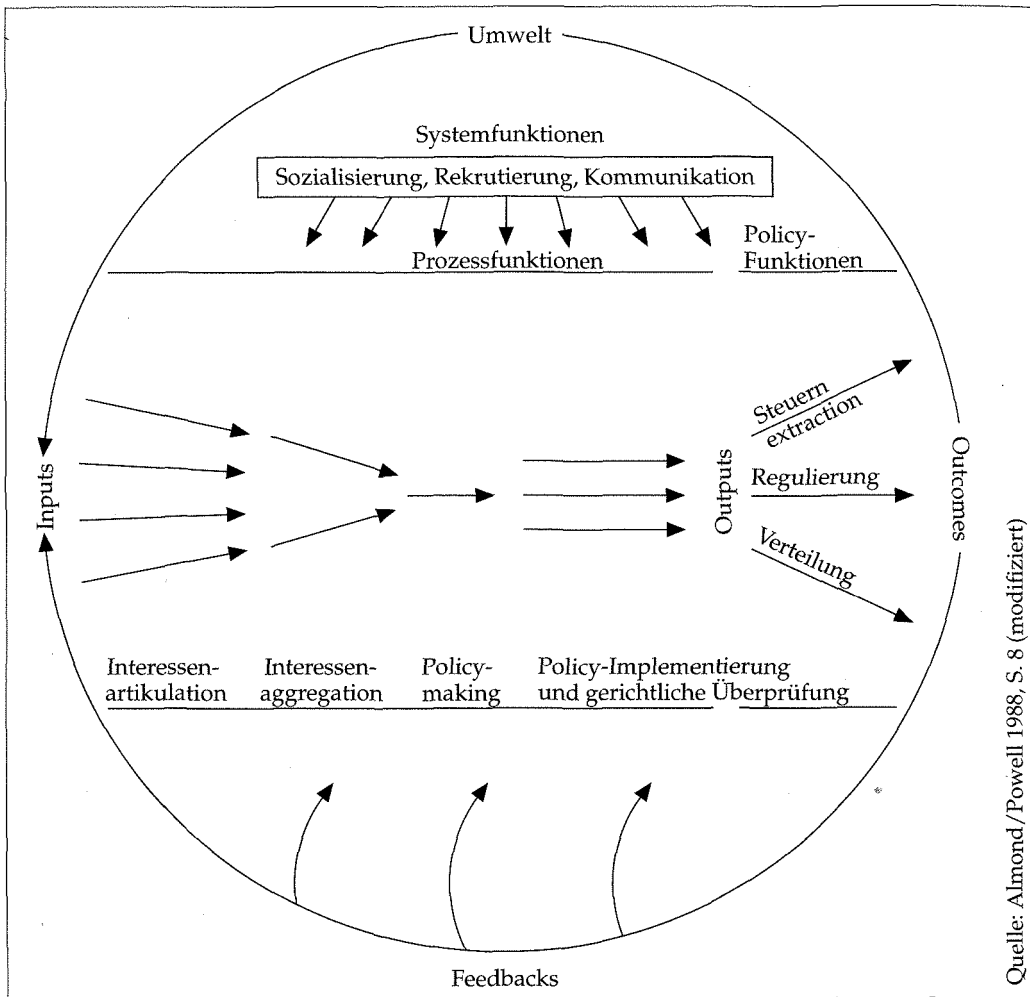 Umwelt
Systemfunktionen
Sozialisierung, Rekrutierung, Kommunikation
Prozessfunktionen
Policy-
Funktionen
Inputs
Outputs
Steuern
extraction
Regulierung
Verteilung
Outcomes
Interessen-
artikulation
Interessen-
aggregation
Policy-
making
Policy-Implementierung
und gerichtliche Überprüfung
Feedbacks
Quelle: Almond/Powell 1988, S. 8 (modifiziert)